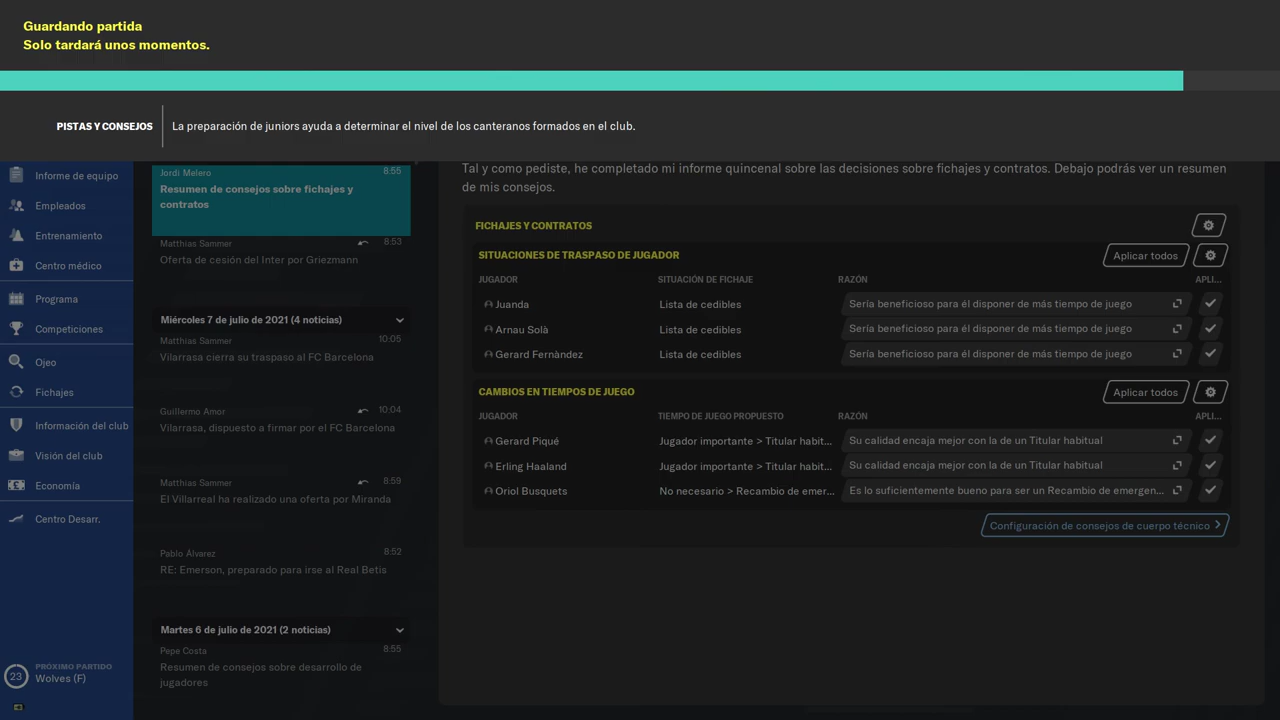 Guardando partida
Solo tardará unos momentos.
PISTAS Y CONSEJOS
La preparación de juniors ayuda a determinar el nivel de los canteranos formados en el club.
Informe de equipo
Empleados
Entrenamiento
Centro médico
Programa
Competiciones
Ojeo
Fichajes
Información del club
Visión del club
Economía
Centro Desarr.
23
PRÓXIMO PARTIDO
Wolves (F)
Jordi Melero 8:55
Resumen de consejos sobre fichajes y
contratos
Matthias Sammer 8:53
Oferta de cesión del Inter por Griezmann
Miércoles 7 de julio de 2021 (4 noticias)
Matthias Sammer 10:05
Vilarrasa cierra su traspaso al FC Barcelona
Guillermo Amor 10:04
Vilarrasa, dispuesto a firmar por el FC Barcelona
Matthias Sammer 8:59
El Villarreal ha realizado una oferta por Miranda
Pablo Álvarez 8:52
RE: Emerson, preparado para irse al Real Betis
Martes 6 de julio de 2021 (2 noticias)
Pepe Costa 8:55
Resumen de consejos sobre desarrollo de
jugadores
Tal y como pediste, he completado mi informe quincenal sobre las decisiones sobre fichajes y contratos. Debajo podrás ver un resumen
de mis consejos.
FICHAJES Y CONTRATOS
SITUACIONES DE TRASPASO DE JUGADOR Aplicar todos
JUGADOR SITUACIÓN DE FICHAJE RAZÓN APLI...
Juanda Lista de cedibles Sería beneficioso para él disponer de más tiempo de juego
Arnau Solà Lista de cedibles Sería beneficioso para él disponer de más tiempo de juego
Gerard Fernàndez Lista de cedibles Sería beneficioso para él disponer de más tiempo de juego
CAMBIOS EN TIEMPOS DE JUEGO Aplicar todos
JUGADOR TIEMPO DE JUEGO PROPUESTO RAZÓN APLI...
Gerard Piqué Jugador importante > Titular habit... Su calidad encaja mejor con la de un Titular habitual
Erling Haaland Jugador importante > Titular habit... Su calidad encaja mejor con la de un Titular habitual
Oriol Busquets No necesario > Recambio de emer... Es lo suficientemente bueno para ser un Recambio de emergen...
Configuración de consejos de cuerpo técnico